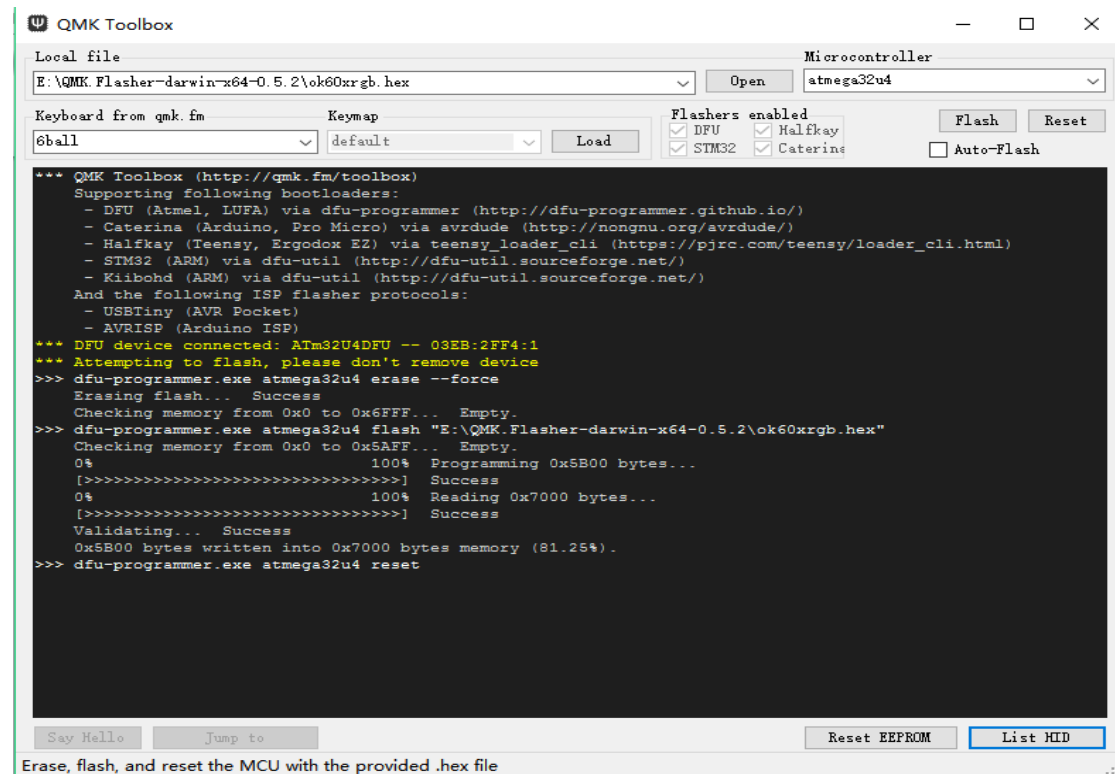 QMK Toolbox
Local file Microcontroller
E:\QMK.Flasher-darwin-x64-0.5.2\ok60xrgb.hex Open atmega32u4
Keyboard from qmk.fm Keymap Flashers enabled Flash Reset
6ball default Load DFU Halfkay
STM32 Caterina Auto-Flash
*** QMK Toolbox (http://qmk.fm/toolbox)
Supporting following bootloaders:
- DFU (Atmel, LUFA) via dfu-programmer (http://dfu-programmer.github.io/)
- Caterina (Arduino, Pro Micro) via avrdude (http://nongnu.org/avrdude/)
- Halfkay (Teensy, Ergodox EZ) via teensy_loader_cli (https://pjrc.com/teensy/loader_cli.html)
- STM32 (ARM) via dfu-util (http://dfu-util.sourceforge.net/)
- Kiibohd (ARM) via dfu-util (http://dfu-util.sourceforge.net/)
And the following ISP flasher protocols:
- USBTiny (AVR Pocket)
- AVRISP (Arduino ISP)
*** DFU device connected: ATm32U4DFU -- 03EB:2FF4:1
*** Attempting to flash, please don't remove device
>>> dfu-programmer.exe atmega32u4 erase --force
Erasing flash... Success
Checking memory from 0x0 to 0x6FFF... Empty.
>>> dfu-programmer.exe atmega32u4 flash "E:\QMK.Flasher-darwin-x64-0.5.2\ok60xrgb.hex"
Checking memory from 0x0 to 0x5AFF... Empty.
0% 100% Programming 0x5B00 bytes...
[>>>>>>>>>>>>>>>>>>>>>>>>>>>>>>>>] Success
0% 100% Reading 0x7000 bytes...
[>>>>>>>>>>>>>>>>>>>>>>>>>>>>>>>>] Success
Validating... Success
0x5B00 bytes written into 0x7000 bytes memory (81.25%).
>>> dfu-programmer.exe atmega32u4 reset
Say Hello Jump to Reset EEPROM List HID
Erase, flash, and reset the MCU with the provided .hex file